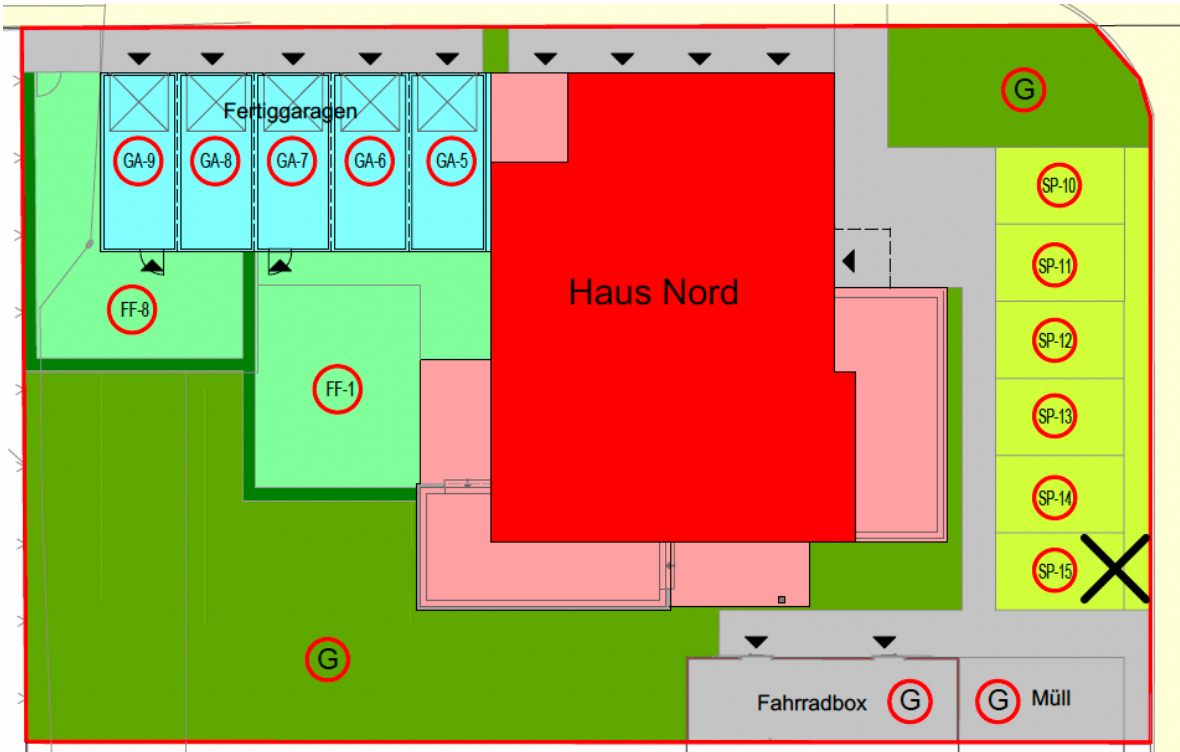 G
Fertiggaragen
GA-9 GA-8 GA-7 GA-6 GA-5
SP-10
SP-11
Haus Nord
FF-8
SP-12
FF-1
SP-13
SP-14
SP-15
G
Fahrradbox G G Müll